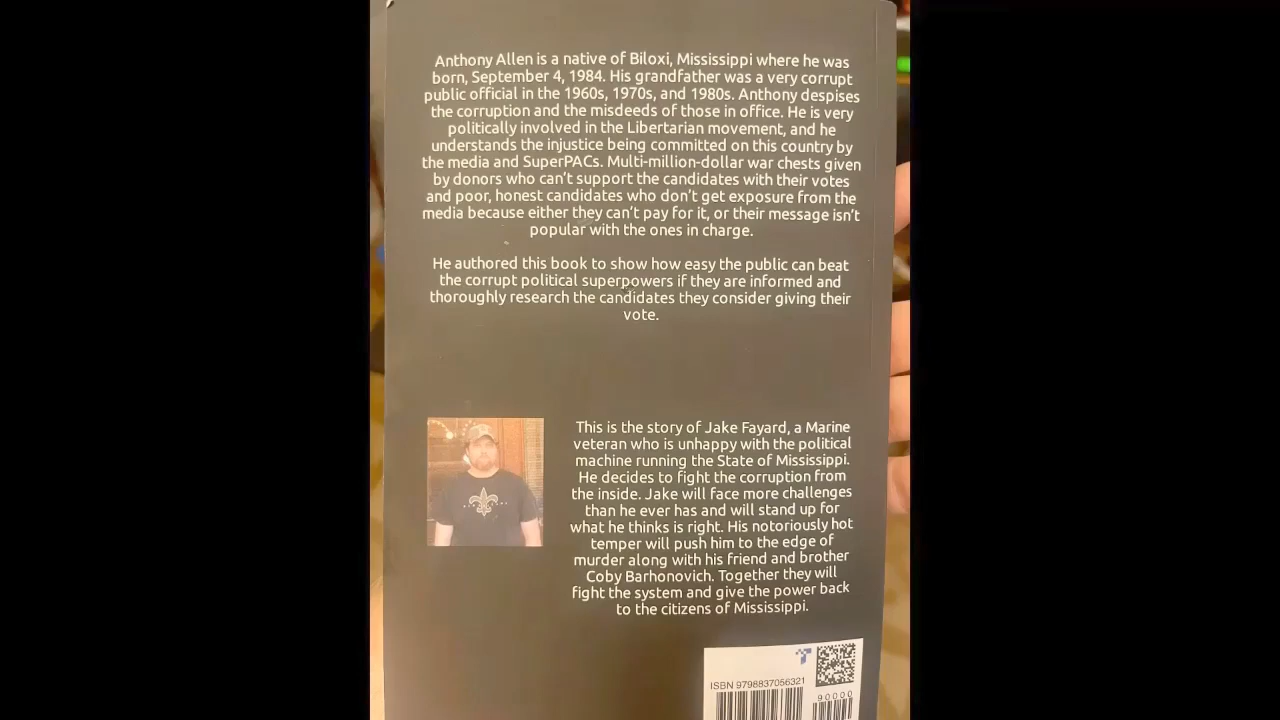 Anthony Allen is a native of Biloxi, Mississippi where he was
born, September 4, 1984. His grandfather was a very corrupt
public official in the 1960s, 1970s, and 1980s. Anthony despises
the corruption and the misdeeds of those in office. He is very
politically involved in the Libertarian movement, and he
understands the injustice being committed on this country by
the media and SuperPACs. Multi-million-dollar war chests given
by donors who can't support the candidates with their votes
and poor, honest candidates who don't get exposure from the
media because either they can't pay for it, or their message isn't
popular with the ones in charge.
He authored this book to show how easy the public can beat
the corrupt political superpowers if they are informed and
thoroughly research the candidates they consider giving their
vote.
This is the story of Jake Fayard, a Marine
veteran who is unhappy with the political
machine running the State of Mississippi.
He decides to fight the corruption from
the inside. Jake will face more challenges
than he ever has and will stand up for
what he thinks is right. His notoriously hot
temper will push him to the edge of
murder along with his friend and brother
Coby Barhonovich. Together they will
fight the system and give the power back
to the citizens of Mississippi.
ISBN 9798837056321
90000